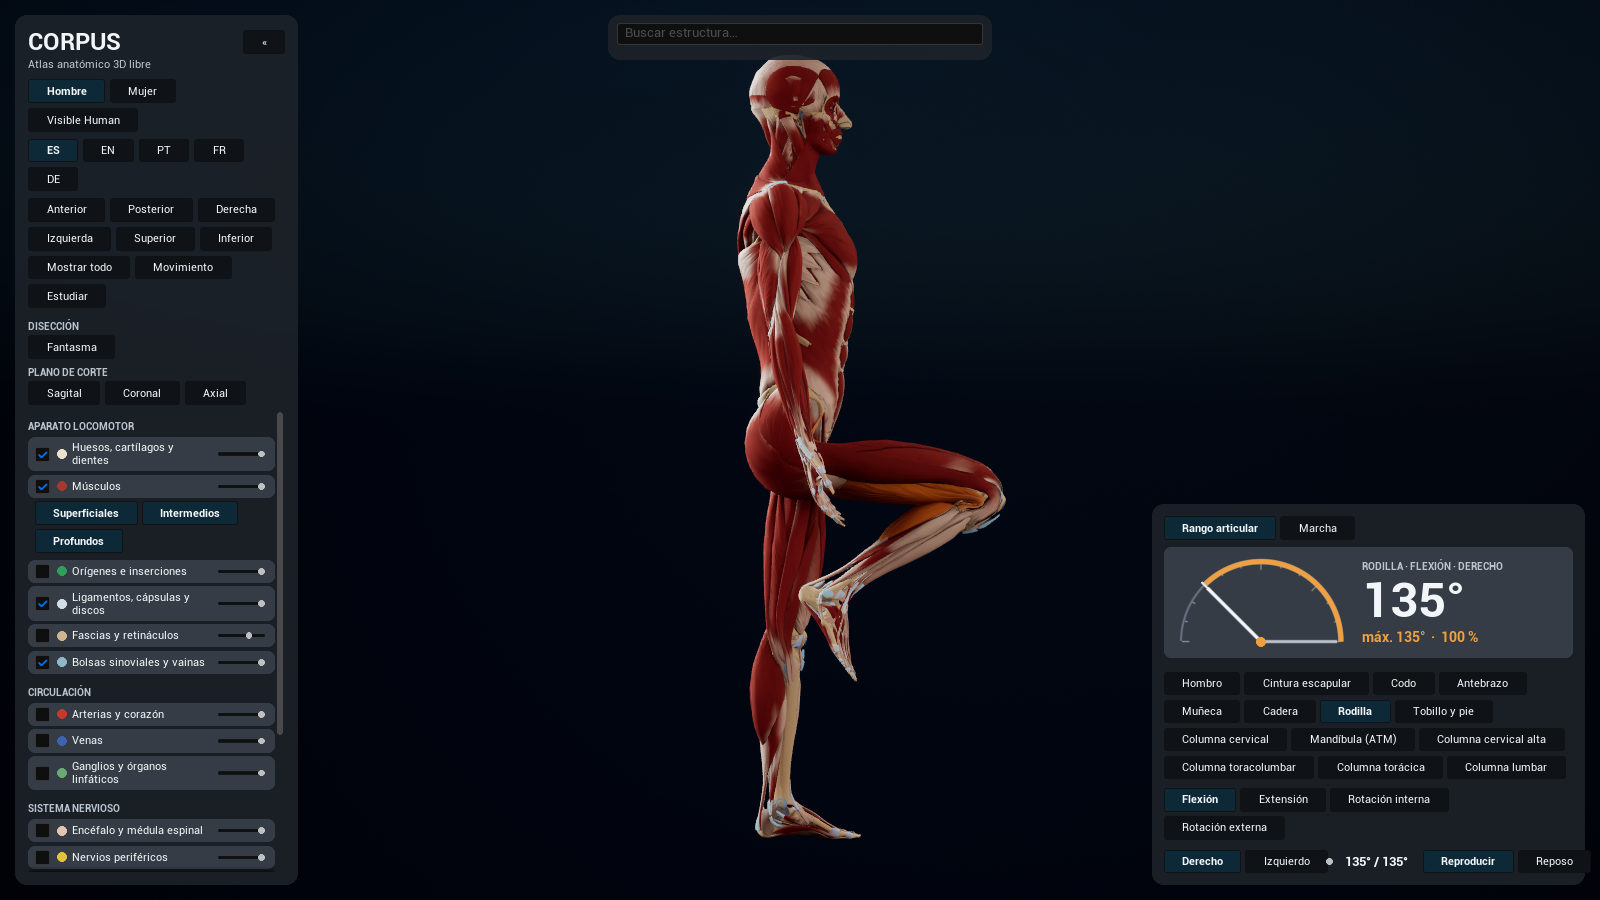 CORPUS
«
Atlas anatómico 3D libre
Hombre Mujer
Visible Human
ES EN PT FR
DE
Anterior Posterior Derecha
Izquierda Superior Inferior
Mostrar todo Movimiento
Estudiar
DISECCIÓN
Fantasma
PLANO DE CORTE
Sagital Coronal Axial
APARATO LOCOMOTOR
Huesos, cartílagos y
dientes
Músculos
Superficiales Intermedios
Profundos
Orígenes e inserciones
Ligamentos, cápsulas y
discos
Fascias y retináculos
Bolsas sinoviales y vainas
CIRCULACIÓN
Arterias y corazón
Venas
Ganglios y órganos
linfáticos
SISTEMA NERVIOSO
Encéfalo y médula espinal
Nervios periféricos
Buscar estructura...
Rango articular Marcha
RODILLA · FLEXIÓN · DERECHO
135°
máx. 135° · 100 %
Hombro Cintura escapular Codo Antebrazo
Muñeca Cadera Rodilla Tobillo y pie
Columna cervical Mandíbula (ATM) Columna cervical alta
Columna toracolumbar Columna torácica Columna lumbar
Flexión Extensión Rotación interna
Rotación externa
Derecho Izquierdo 135° / 135° Reproducir Reposo